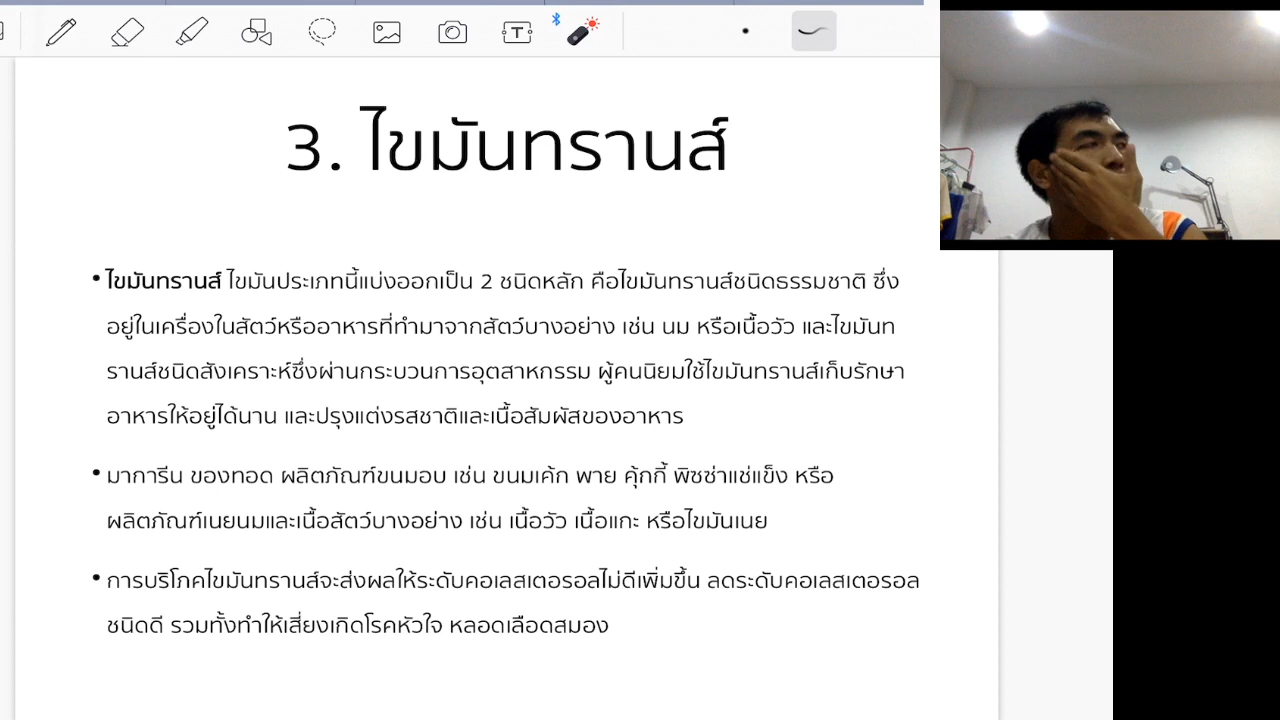 3. ไขมันทรานส์
• ไขมันทรานส์ ไขมันประเภทนี้แบ่งออกเป็น 2 ชนิดหลัก คือไขมันทรานส์ชนิดธรรมชาติ ซึ่ง
อยู่ในเครื่องในสัตว์หรืออาหารที่ทำมาจากสัตว์บางอย่าง เช่น นม หรือเนื้อวัว และไขมันท
รานส์ชนิดสังเคราะห์ซึ่งผ่านกระบวนการอุตสาหกรรม ผู้คนนิยมใช้ไขมันทรานส์เก็บรักษา
อาหารให้อยู่ได้นาน และปรุงแต่งรสชาติและเนื้อสัมผัสของอาหาร
• มาการีน ของทอด ผลิตภัณฑ์ขนมอบ เช่น ขนมเค้ก พาย คุ้กกี้ พิซซ่าแช่แข็ง หรือ
ผลิตภัณฑ์เนยนมและเนื้อสัตว์บางอย่าง เช่น เนื้อวัว เนื้อแกะ หรือไขมันเนย
• การบริโภคไขมันทรานส์จะส่งผลให้ระดับคอเลสเตอรอลไม่ดีเพิ่มขึ้น ลดระดับคอเลสเตอรอล
ชนิดดี รวมทั้งทำให้เสี่ยงเกิดโรคหัวใจ หลอดเลือดสมอง